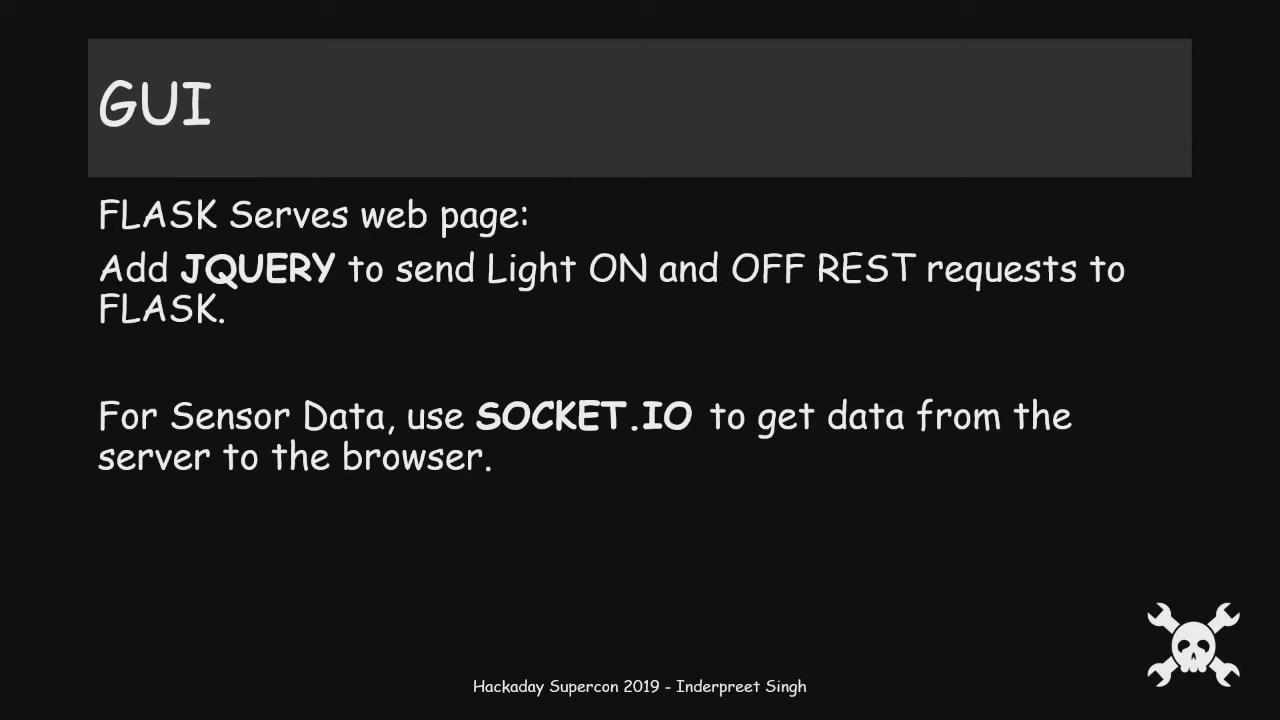 GUI
FLASK Serves web page:
Add JQUERY to send Light ON and OFF REST requests to
FLASK.
For Sensor Data, use SOCKET.IO to get data from the
server to the browser.
Hackaday Supercon 2019 - Inderpreet Singh